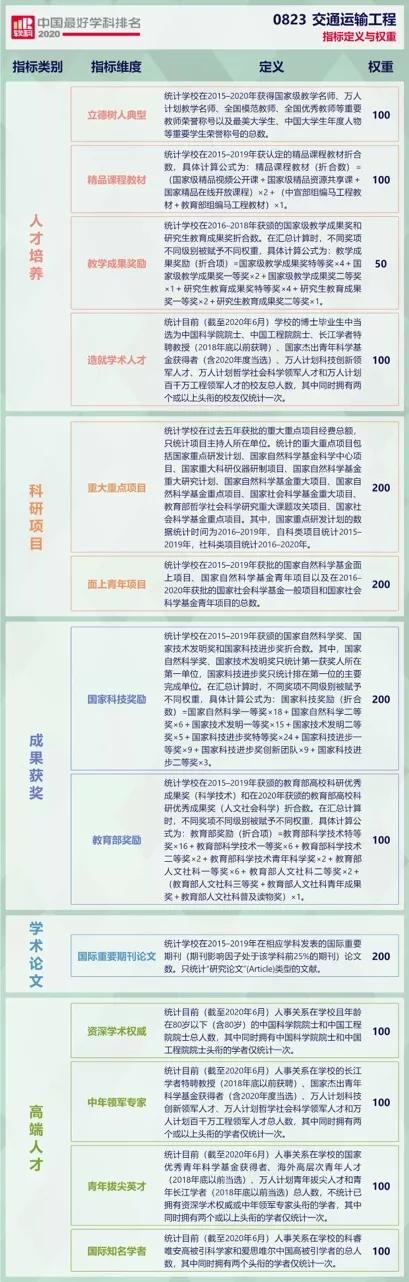 软科
中国最好学科排名
2020
0823 交通运输工程
指标定义与权重
指标类别 指标维度 定义 权重
人才培养
立德树人典型
统计学校在2015–2019年获得国家级教学名师、万人
计划教学名师、全国模范教师、全国优秀教师等重要
教师荣誉称号以及最美大学生、中国大学生年度人物
等重要学生荣誉称号的总数。
100
精品课程教材
统计学校在2015–2019年获认定的精品课程教材折合
数，具体计算公式为：精品课程教材（折合数）＝
（国家级精品视频公开课＋国家级精品资源共享课＋
国家精品在线开放课程）×2＋（中宣部组编马工程教
材＋教育部组编马工程教材）×1。
100
教学成果奖励
统计学校在2016–2018年获颁的国家级教学成果奖和
研究生教育成果奖折合数。在汇总计算时，不同奖项
不同级别被赋予不同权重，具体计算公式为：教学成
果奖励（折合项）＝国家级教学成果奖特等奖×4＋国
家级教学成果奖一等奖×2＋国家级教学成果奖二等奖
×1＋研究生教育成果奖特等奖×4＋研究生教育成果
奖一等奖×2＋研究生教育成果奖二等奖×1。
50
造就学术人才
统计目前（截至2020年6月）学校的博士毕业生中当
选为中国科学院院士、中国工程院院士、长江学者特
聘教授（2018年底以前获聘）、国家杰出青年科学基
金获得者（含2020年度当选）、万人计划科技创新领
军人才、万人计划哲学社会科学领军人才和万人计划
百千万工程领军人才的校友总人数，其中同时拥有两
个或以上头衔的校友仅统计一次。
100
科研项目
重大重点项目
统计学校在过去五年获批的重大重点项目经费总额，
只统计项目主持人所在单位。统计的重大重点项目包
括国家重点研发计划、国家自然科学基金科学中心项
目、国家重大科研仪器研制项目、国家自然科学基金
重大研究计划、国家自然科学基金重大项目、国家自
然科学基金重点项目、国家社会科学基金重大项目、
教育部哲学社会科学研究重大课题攻关项目、国家社
会科学基金重点项目。其中，国家重点研发计划的数
据统计时间为2016–2019年，自科类项目统计2015–
2019年，社科类项目统计2016–2020年。
200
面上青年项目
统计学校在2015–2019年获批的国家自然科学基金面
上项目、国家自然科学基金青年项目以及在2016–
2020年获批的国家社会科学基金一般项目和国家社会
科学基金青年项目的总数。
200
成果获奖
国家科技奖励
统计学校在2015–2019年获颁的国家自然科学奖、国
家技术发明奖和国家科技进步奖折合数。其中，国家
自然科学奖、国家技术发明奖只统计第一获奖人所在
第一单位，国家科技进步奖只统计排在第一位的主要
完成单位。在汇总计算时，不同奖项不同级别被赋予
不同权重，具体计算公式为：国家科技奖励（折合
数）＝国家自然科学一等奖×18＋国家自然科学二等
奖×6＋国家技术发明一等奖×15＋国家技术发明二等
奖×5＋国家科技进步奖特等奖×24＋国家科技进步一
等奖×9＋国家科技进步奖创新团队×9＋国家科技进
步二等奖×3。
200
教育部奖励
统计学校在2015–2019年获颁的教育部高校科研优秀
成果奖（科学技术）和在2020年获颁的教育部高校科
研优秀成果奖（人文社会科学）折合数。在汇总计算
时，不同奖项不同级别被赋予不同权重，具体计算公
式为：教育部奖励（折合项）＝教育部科学技术特等
奖×16＋教育部科学技术一等奖×6＋教育部科学技术
二等奖×2＋教育部科学技术青年科学奖×2＋教育部
人文社科一等奖×6＋教育部人文社科二等奖×2＋
（教育部人文社科三等奖＋教育部人文社科青年成果
奖＋教育部人文社科普及读物奖）×1。
100
学术论文
国际重要期刊论文
统计学校在2015–2019年在相应学科发表的国际重要
期刊（期刊影响因子处于该学科前25%的期刊）论文
数。只统计“研究论文”(Article)类型的文献。
200
高端人才
资深学术权威
统计目前（截至2020年6月）人事关系在学校且年龄
在80岁以下（含80岁）的中国科学院院士和中国工程
院院士总人数，其中同时拥有中国科学院院士和中国
工程院院士头衔的学者仅统计一次。
100
中年领军专家
统计目前（截至2020年6月）人事关系在学校的长江
学者特聘教授（2018年底以前获聘）、国家杰出青年
科学基金获得者（含2020年度当选）、万人计划科技
创新领军人才、万人计划哲学社会科学领军人才和万
人计划百千万工程领军人才总人数，其中同时拥有两
个或以上头衔的学者仅统计一次。
100
青年拔尖英才
统计目前（截至2020年6月）人事关系在学校的国家
优秀青年科学基金获得者、海外高层次青年人才
（2018年底以前当选）、万人计划青年拔尖人才和青
年长江学者（2018年底以前当选）总人数，不统计已
拥有资深学术权威或中年领军专家头衔的学者，其中
同时拥有两个或以上头衔的学者仅统计一次。
100
国际知名学者
统计目前（截至2020年6月）人事关系在学校的科睿
唯安高被引科学家和爱思唯尔中国高被引学者的总人
数，其中同时拥有两个头衔的学者仅统计一次。
100